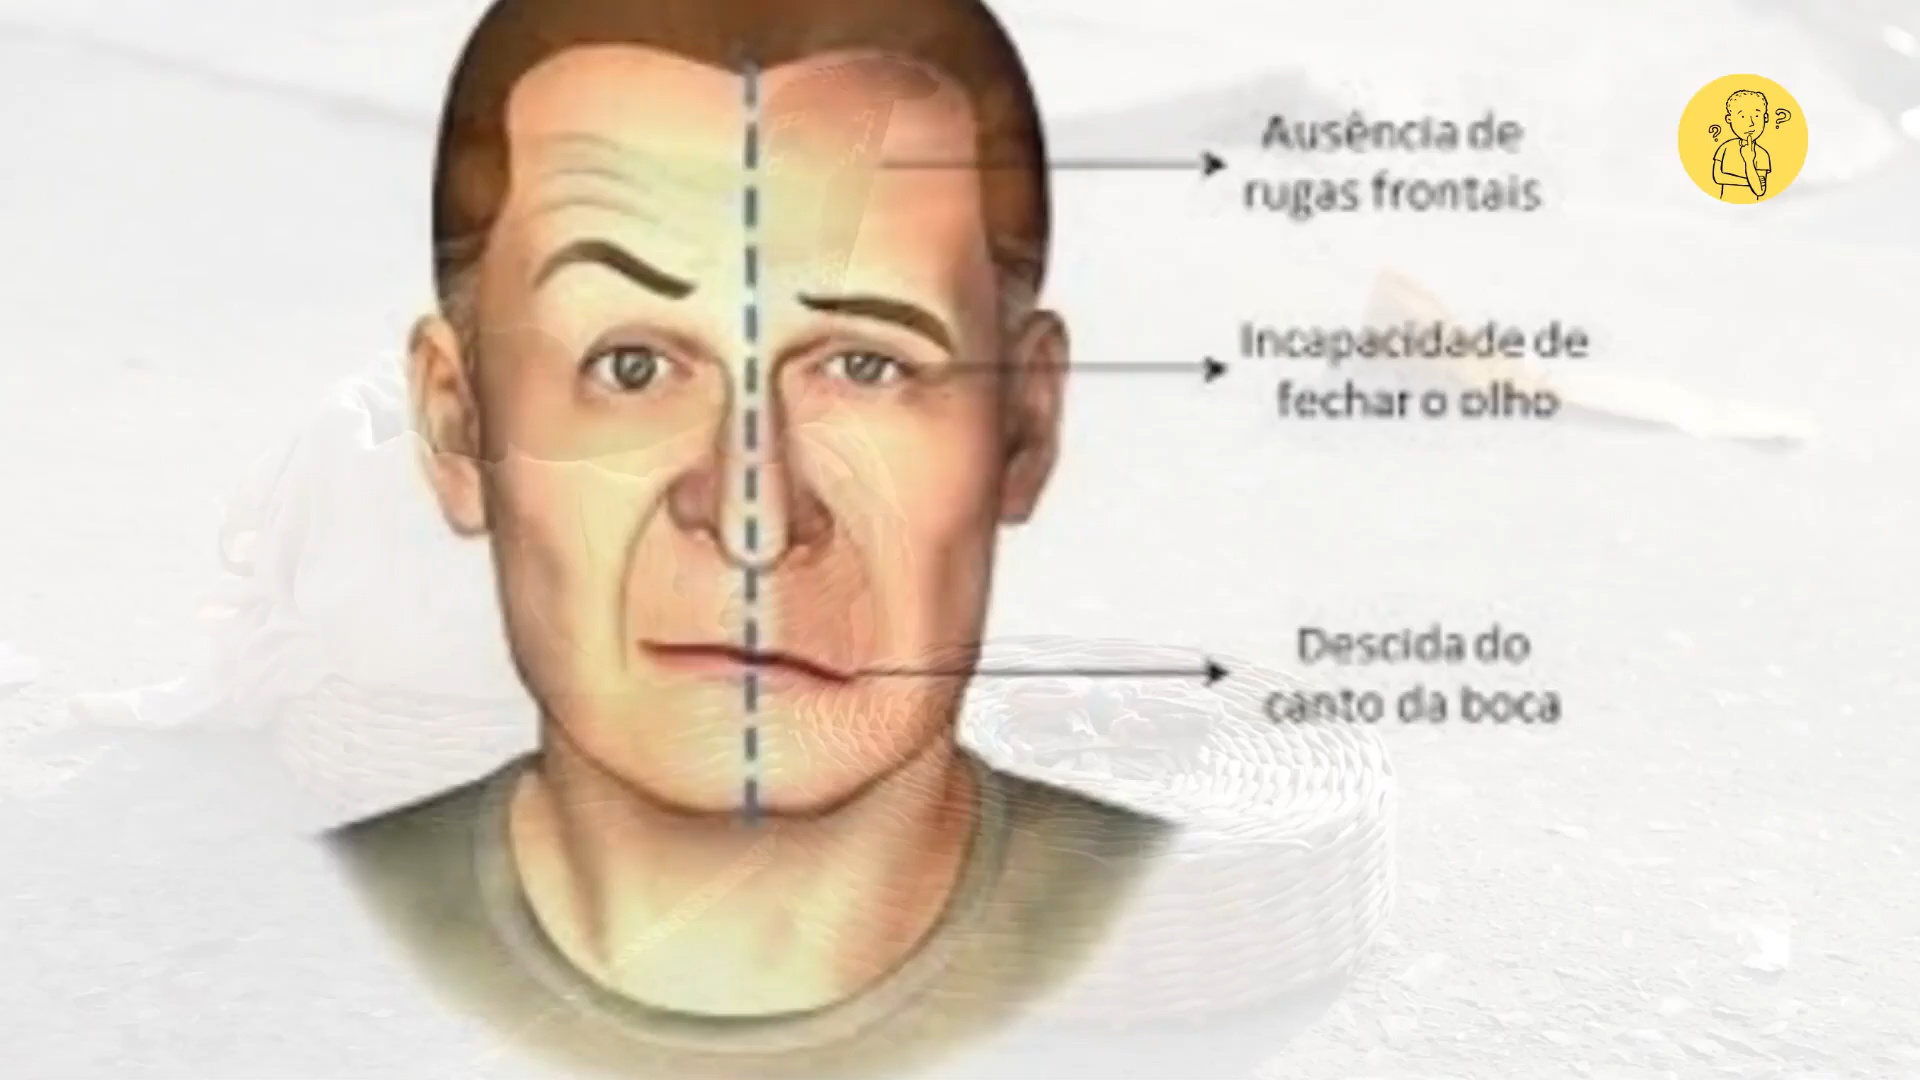 Ausência de
rugas frontais
Incapacidade de
fechar o olho
Descida do
canto da boca